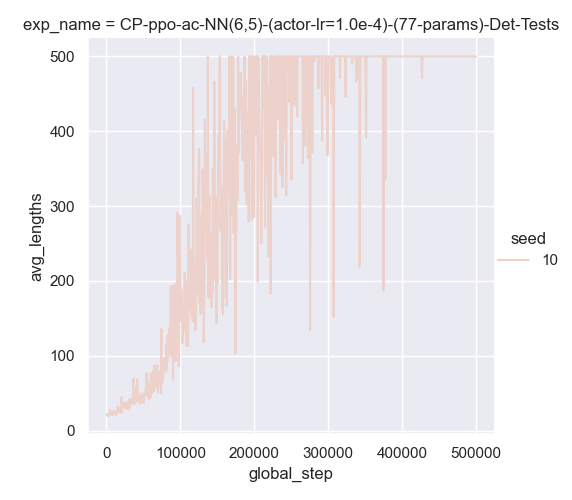 exp_name = CP-ppo-ac-NN(6,5)-(actor-lr=1.0e-4)-(77-params)-Det-Tests
500
400
300
200
100
0
avg_lengths
0 100000 200000 300000 400000 500000
global_step
seed
10